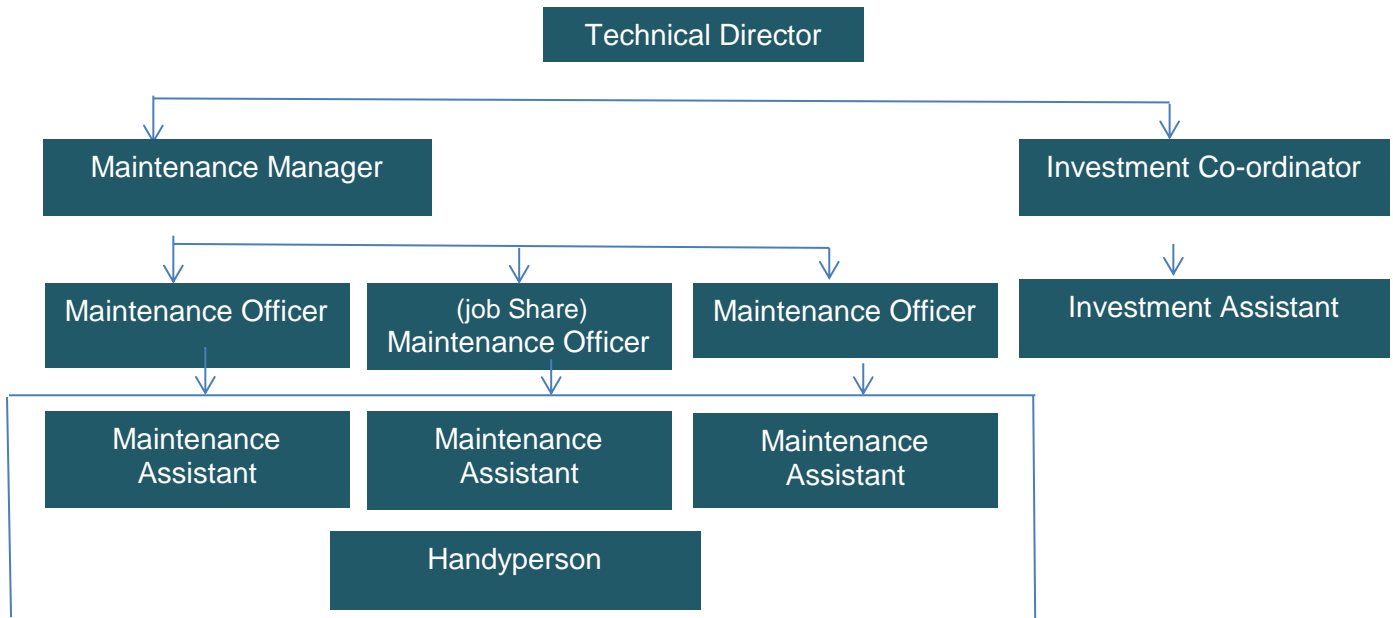 Technical Director
Maintenance Manager
Investment Co-ordinator
Maintenance Officer
(job Share)
Maintenance Officer
Maintenance Officer
Investment Assistant
Maintenance
Assistant
Maintenance
Assistant
Maintenance
Assistant
Handyperson